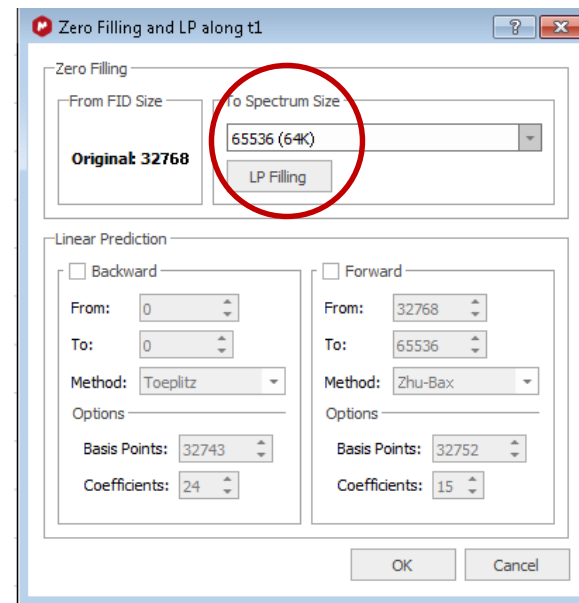 Zero Filling and LP along t1
Zero Filling
From FID Size
To Spectrum Size
Original: 32768
65536 (64K)
LP Filling
Linear Prediction
Backward
Forward
From: 0
From: 32768
To: 0
To: 65536
Method: Toeplitz
Method: Zhu-Bax
Options
Options
Basis Points: 32743
Basis Points: 32752
Coefficients: 24
Coefficients: 15
OK
Cancel